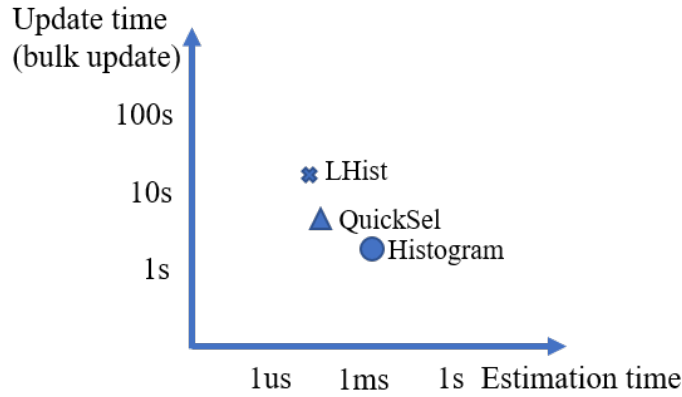 Update time
(bulk update)
100s
LHist
10s
QuickSel
Histogram
1s
1us 1ms 1s Estimation time